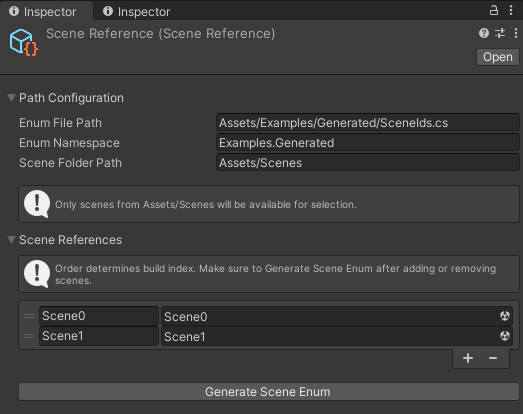 Inspector Inspector
Scene Reference (Scene Reference)
Open
Path Configuration
Enum File Path Assets/Examples/Generated/SceneIds.cs
Enum Namespace Examples.Generated
Scene Folder Path Assets/Scenes
Only scenes from Assets/Scenes will be available for selection.
Scene References
Order determines build index. Make sure to Generate Scene Enum after adding or removing
scenes.
Scene0 Scene0
Scene1 Scene1
Generate Scene Enum